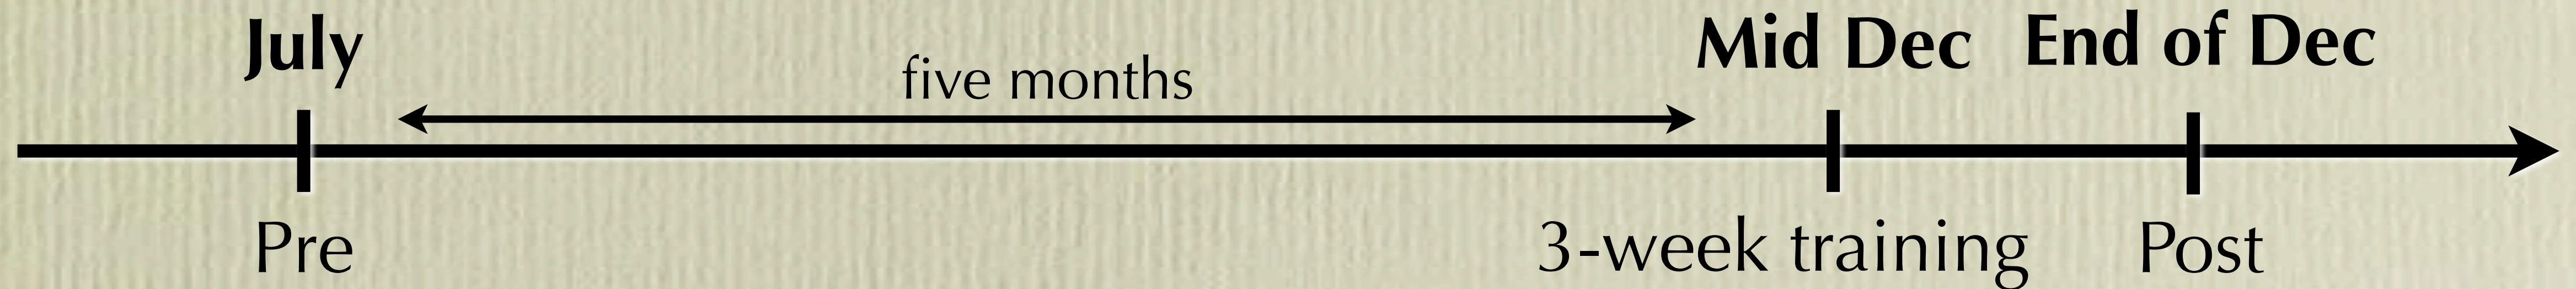 July
five months
Mid Dec
End of Dec
Pre
3-week training
Post